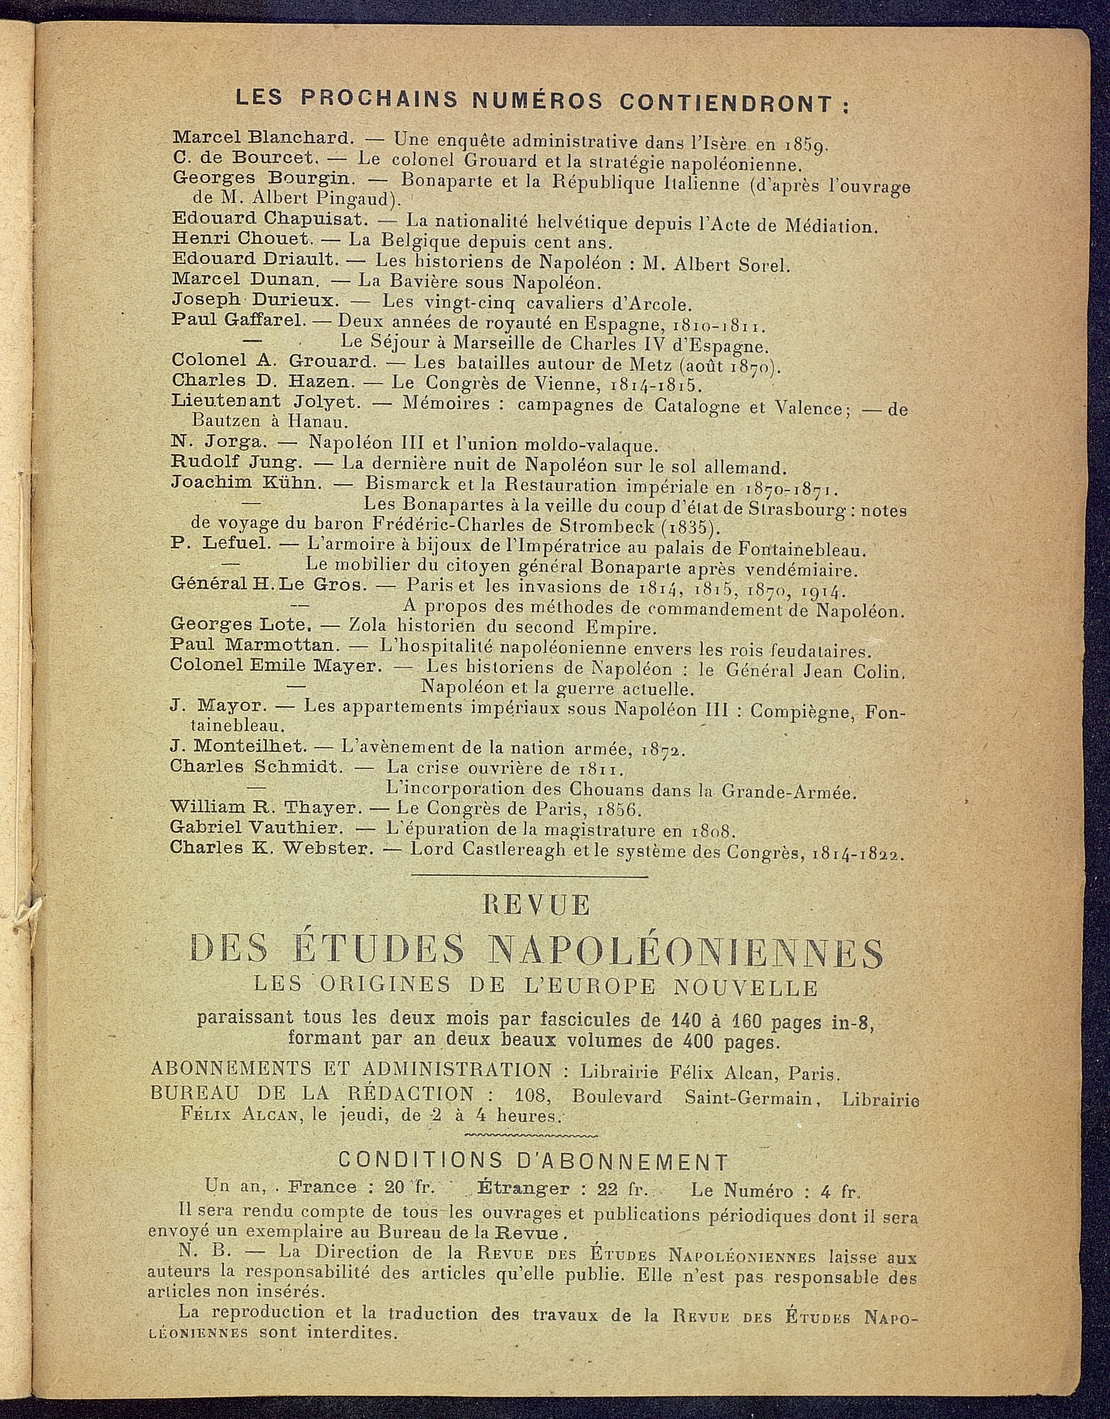 LES PROCHAINS NUMÉROS CONTIENDRONT :
Marcel Blanchard. — Une enquête administrative dans l'Isère en 1859.
C. de Bourcet. — Le colonel Grouard et la stratégie napoléonienne.
Georges Bourgin. — Bonaparte et la République Italienne (d'après l'ouvrage
de M. Albert Pingaud).
Edouard Chapuisat. — La nationalité helvétique depuis l'Acte de Médiation.
Henri Chouet. — La Belgique depuis cent ans.
Edouard Driault. — Les historiens de Napoléon : M. Albert Sorel.
Marcel Dunan. — La Bavière sous Napoléon.
Joseph Durieux. — Les vingt-cinq cavaliers d'Arcole.
Paul Gaffarel. — Deux années de royauté en Espagne, 1810-1811.
— Le Séjour à Marseille de Charles IV d'Espagne.
Colonel A. Grouard. — Les batailles autour de Metz (août 1870).
Charles D. Hazen. — Le Congrès de Vienne, 1814-1815.
Lieutenant Jolyet. — Mémoires : campagnes de Catalogne et Valence; — de
Bautzen à Hanau.
N. Jorga. — Napoléon III et l'union moldo-valaque.
Rudolf Jung. — La dernière nuit de Napoléon sur le sol allemand.
Joachim Kühn. — Bismarck et la Restauration impériale en 1870-1871.
— Les Bonapartes à la veille du coup d'état de Strasbourg : notes
de voyage du baron Frédéric-Charles de Strombeck (1835).
P. Lefuel. — L'armoire à bijoux de l'Impératrice au palais de Fontainebleau.
— Le mobilier du citoyen général Bonaparte après vendémiaire.
Général H. Le Gros. — Paris et les invasions de 1814, 1815, 1870, 1914.
— A propos des méthodes de commandement de Napoléon.
Georges Lote. — Zola historien du second Empire.
Paul Marmottan. — L'hospitalité napoléonienne envers les rois feudataires.
Colonel Emile Mayer. — Les historiens de Napoléon : le Général Jean Colin.
— Napoléon et la guerre actuelle.
J. Mayor. — Les appartements impériaux sous Napoléon III : Compiègne, Fon-
tainebleau.
J. Monteilhet. — L'avènement de la nation armée, 1872.
Charles Schmidt. — La crise ouvrière de 1811.
— L'incorporation des Chouans dans la Grande-Armée.
William R. Thayer. — Le Congrès de Paris, 1856.
Gabriel Vauthier. — L'épuration de la magistrature en 1808.
Charles K. Webster. — Lord Castlereagh et le système des Congrès, 1814-1822.
REVUE
DES ÉTUDES NAPOLÉONIENNES
LES ORIGINES DE L'EUROPE NOUVELLE
paraissant tous les deux mois par fascicules de 140 à 160 pages in-8,
formant par an deux beaux volumes de 400 pages.
ABONNEMENTS ET ADMINISTRATION : Librairie Félix Alcan, Paris.
BUREAU DE LA RÉDACTION : 108, Boulevard Saint-Germain, Librairie
FÉLIX ALCAN, le jeudi, de 2 à 4 heures.
CONDITIONS D'ABONNEMENT
Un an, . France : 20 fr. Étranger : 22 fr. Le Numéro : 4 fr.
Il sera rendu compte de tous les ouvrages et publications périodiques dont il sera
envoyé un exemplaire au Bureau de la Revue.
N. B. — La Direction de la REVUE DES ÉTUDES NAPOLÉONIENNES laisse aux
auteurs la responsabilité des articles qu'elle publie. Elle n'est pas responsable des
articles non insérés.
La reproduction et la traduction des travaux de la REVUE DES ÉTUDES NAPO-
LÉONIENNES sont interdites.